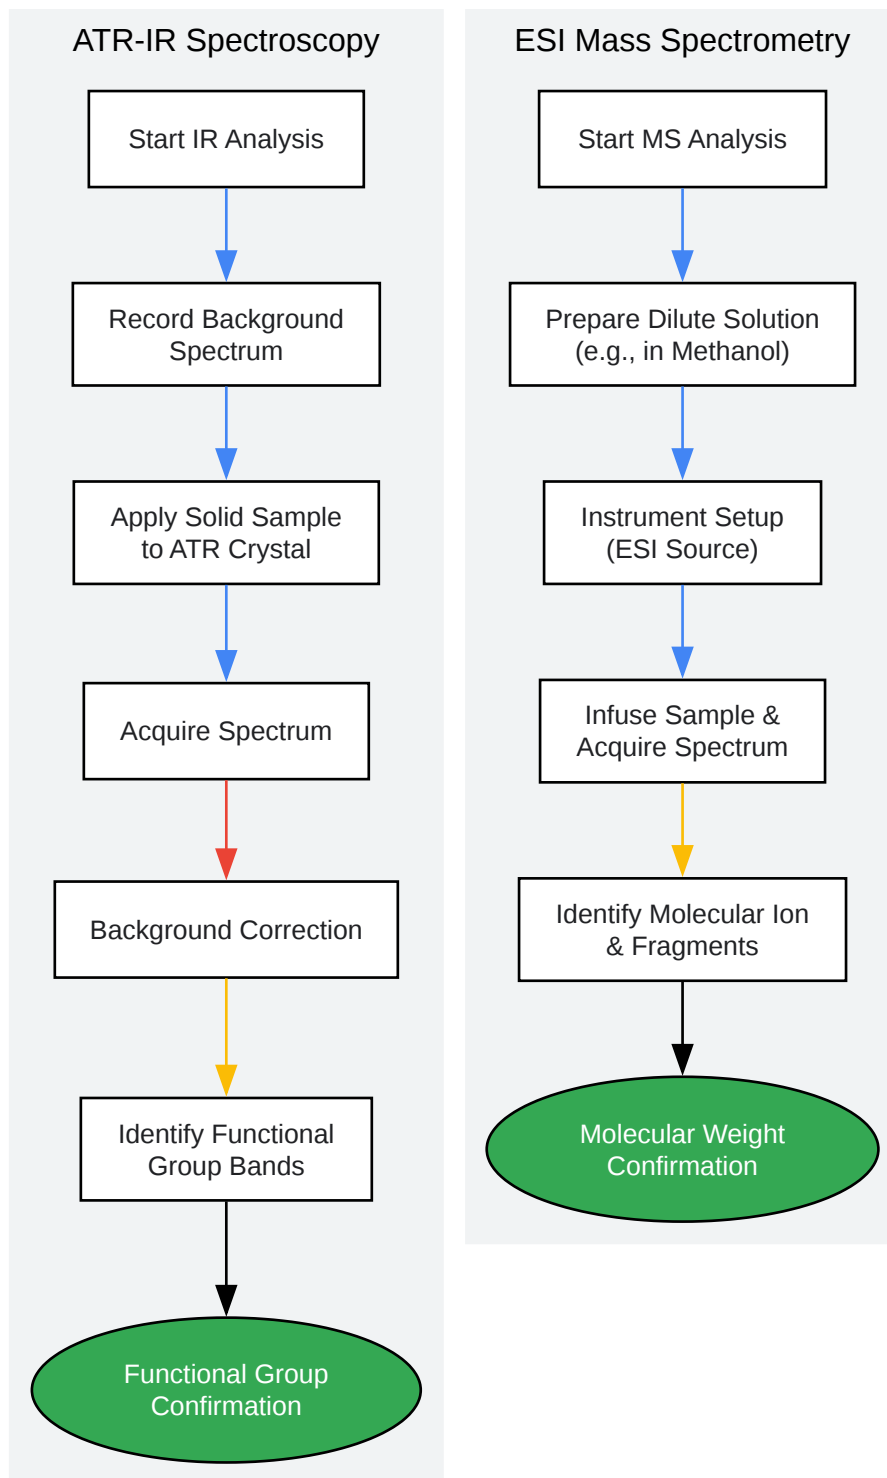 ATR-IR Spectroscopy
Start IR Analysis
Record Background
Spectrum
Apply Solid Sample
to ATR Crystal
Acquire Spectrum
Background Correction
Identify Functional
Group Bands
Functional Group
Confirmation
ESI Mass Spectrometry
Start MS Analysis
Prepare Dilute Solution
(e.g., in Methanol)
Instrument Setup
(ESI Source)
Infuse Sample &
Acquire Spectrum
Identify Molecular Ion
& Fragments
Molecular Weight
Confirmation